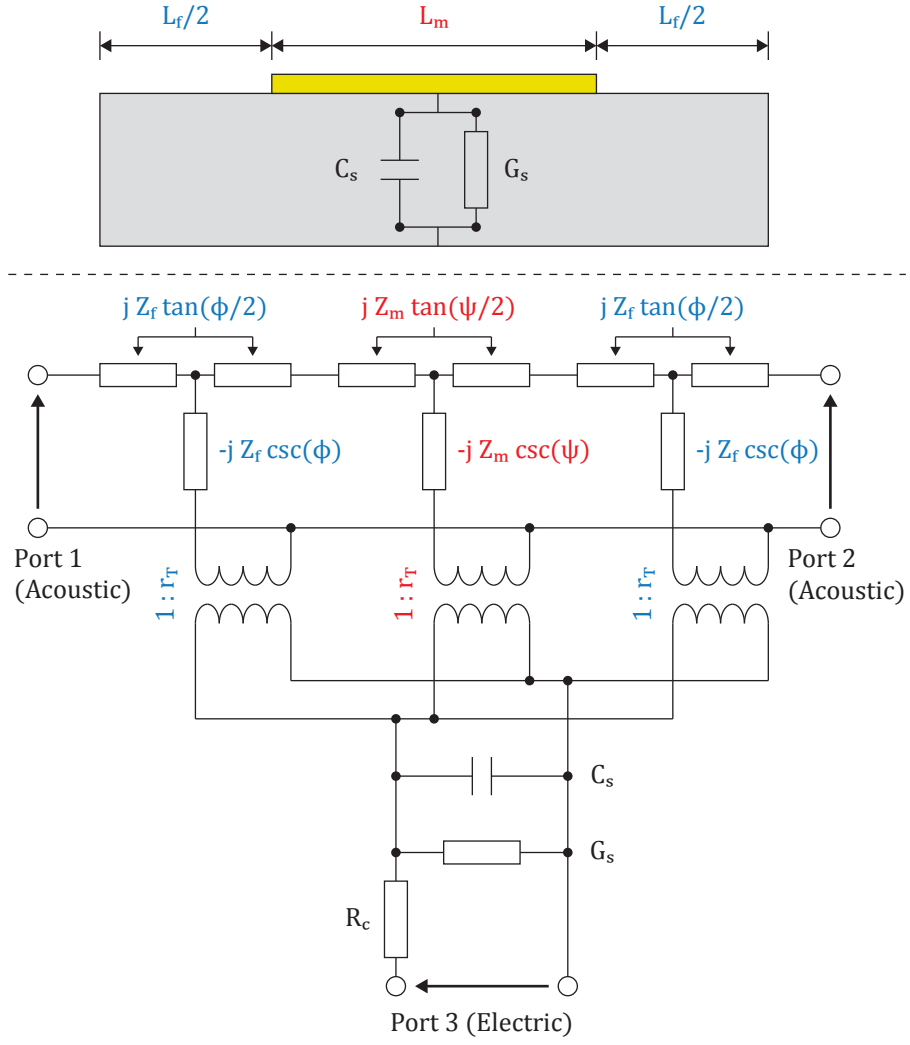 L_f/2
L_m
L_f/2
C_s
G_s
j Z_f tan(ϕ/2)
j Z_m tan(ψ/2)
j Z_f tan(ϕ/2)
-j Z_f csc(ϕ)
-j Z_m csc(ψ)
-j Z_f csc(ϕ)
Port 1
(Acoustic)
1 : r_T
1 : r_T
1 : r_T
Port 2
(Acoustic)
C_s
G_s
R_c
Port 3 (Electric)